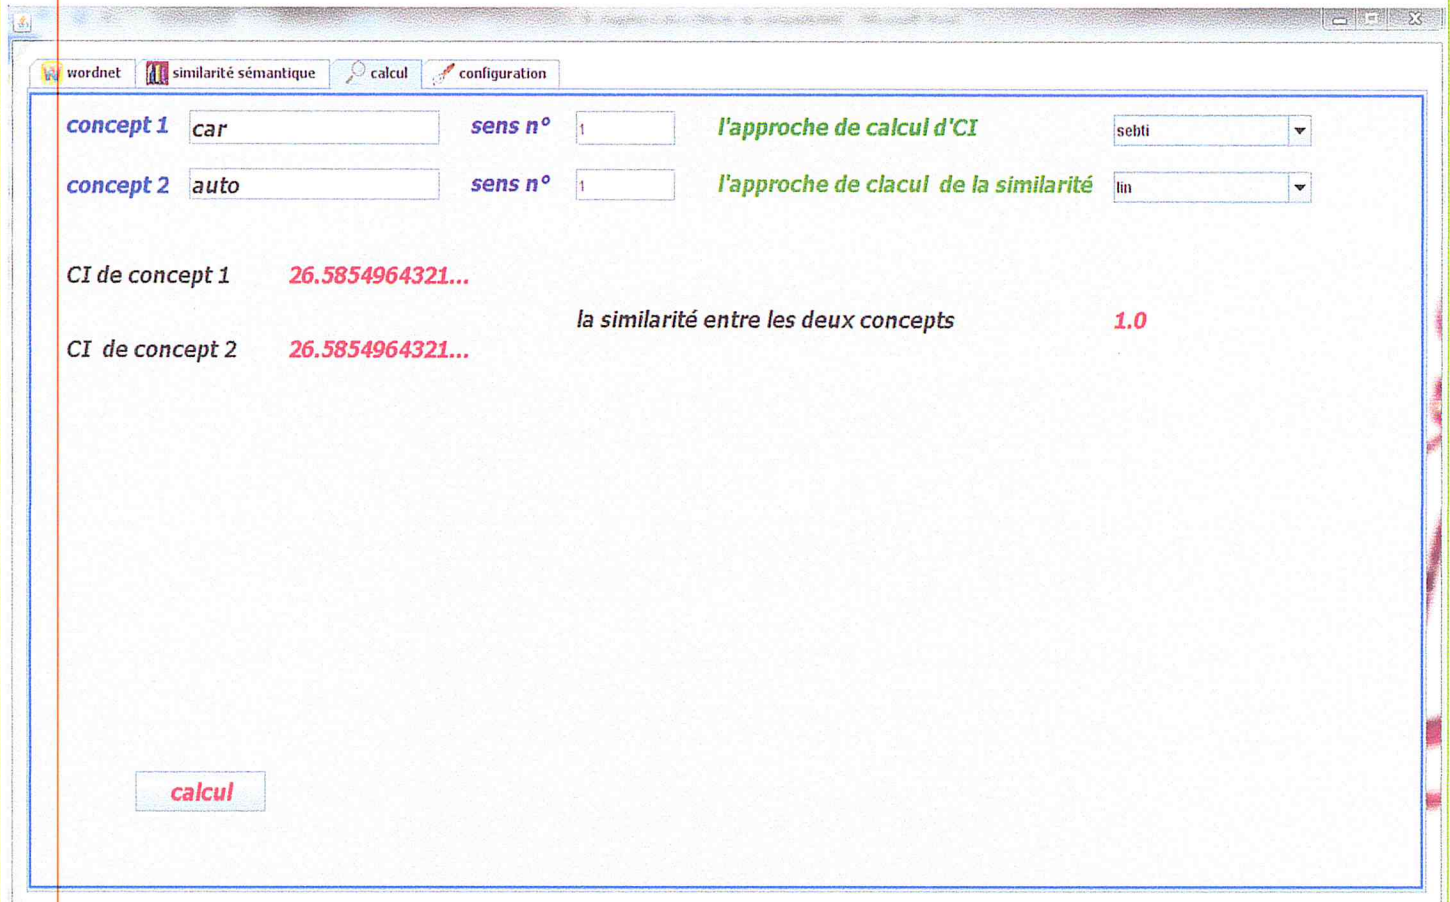 wordnet similarité sémantique calcul configuration
concept 1 car sens n° 1 l'approche de calcul d'CI sebti
concept 2 auto sens n° 1 l'approche de clacul de la similarité lin
CI de concept 1 26.5854964321...
la similarité entre les deux concepts 1.0
CI de concept 2 26.5854964321...
calcul